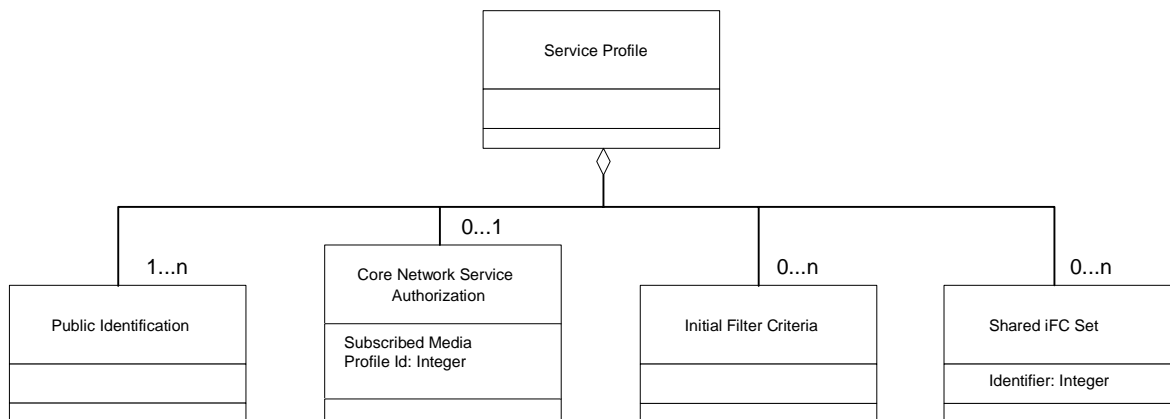 Service Profile
0...1
1...n
0...n
0...n
Core Network Service
Authorization
Public Identification
Initial Filter Criteria
Shared iFC Set
Subscribed Media
Profile Id: Integer
Identifier: Integer